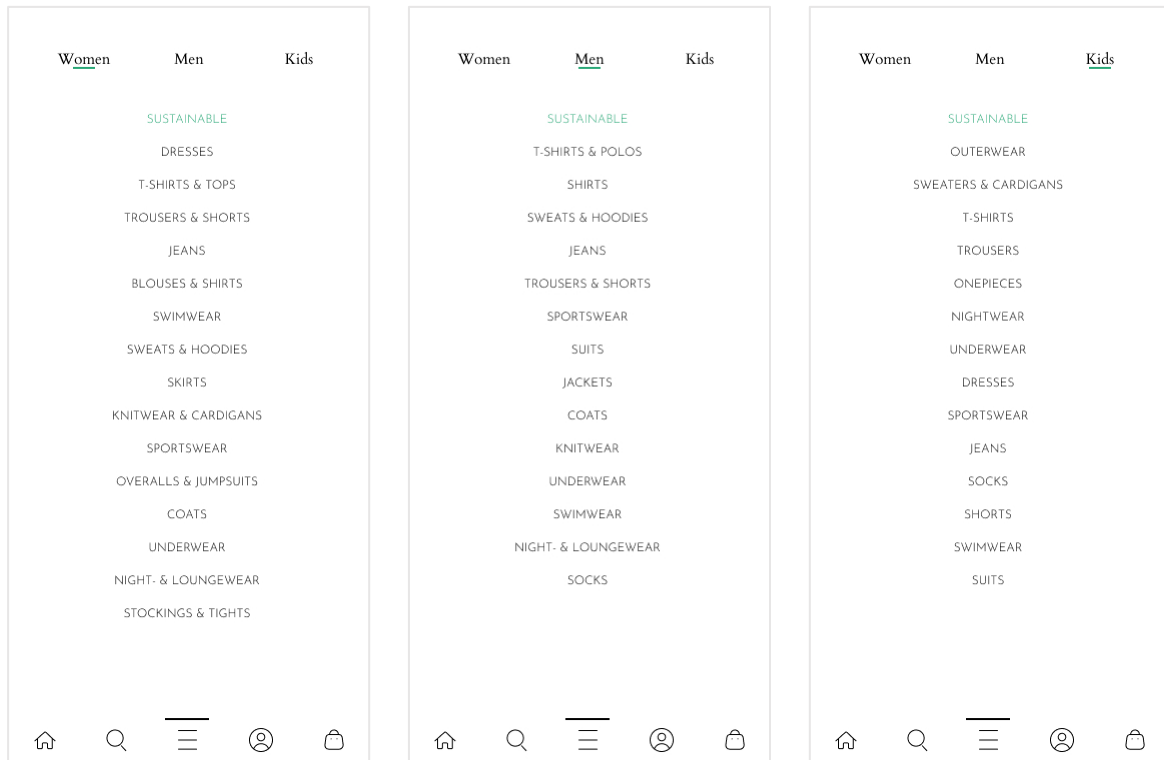 Women Men Kids
SUSTAINABLE
DRESSES
T-SHIRTS & TOPS
TROUSERS & SHORTS
JEANS
BLOUSES & SHIRTS
SWIMWEAR
SWEATS & HOODIES
SKIRTS
KNITWEAR & CARDIGANS
SPORTSWEAR
OVERALLS & JUMPSUITS
COATS
UNDERWEAR
NIGHT- & LOUNGEWEAR
STOCKINGS & TIGHTS
Women Men Kids
SUSTAINABLE
T-SHIRTS & POLOS
SHIRTS
SWEATS & HOODIES
JEANS
TROUSERS & SHORTS
SPORTSWEAR
SUITS
JACKETS
COATS
KNITWEAR
UNDERWEAR
SWIMWEAR
NIGHT- & LOUNGEWEAR
SOCKS
Women Men Kids
SUSTAINABLE
OUTERWEAR
SWEATERS & CARDIGANS
T-SHIRTS
TROUSERS
ONEPIECES
NIGHTWEAR
UNDERWEAR
DRESSES
SPORTSWEAR
JEANS
SOCKS
SHORTS
SWIMWEAR
SUITS